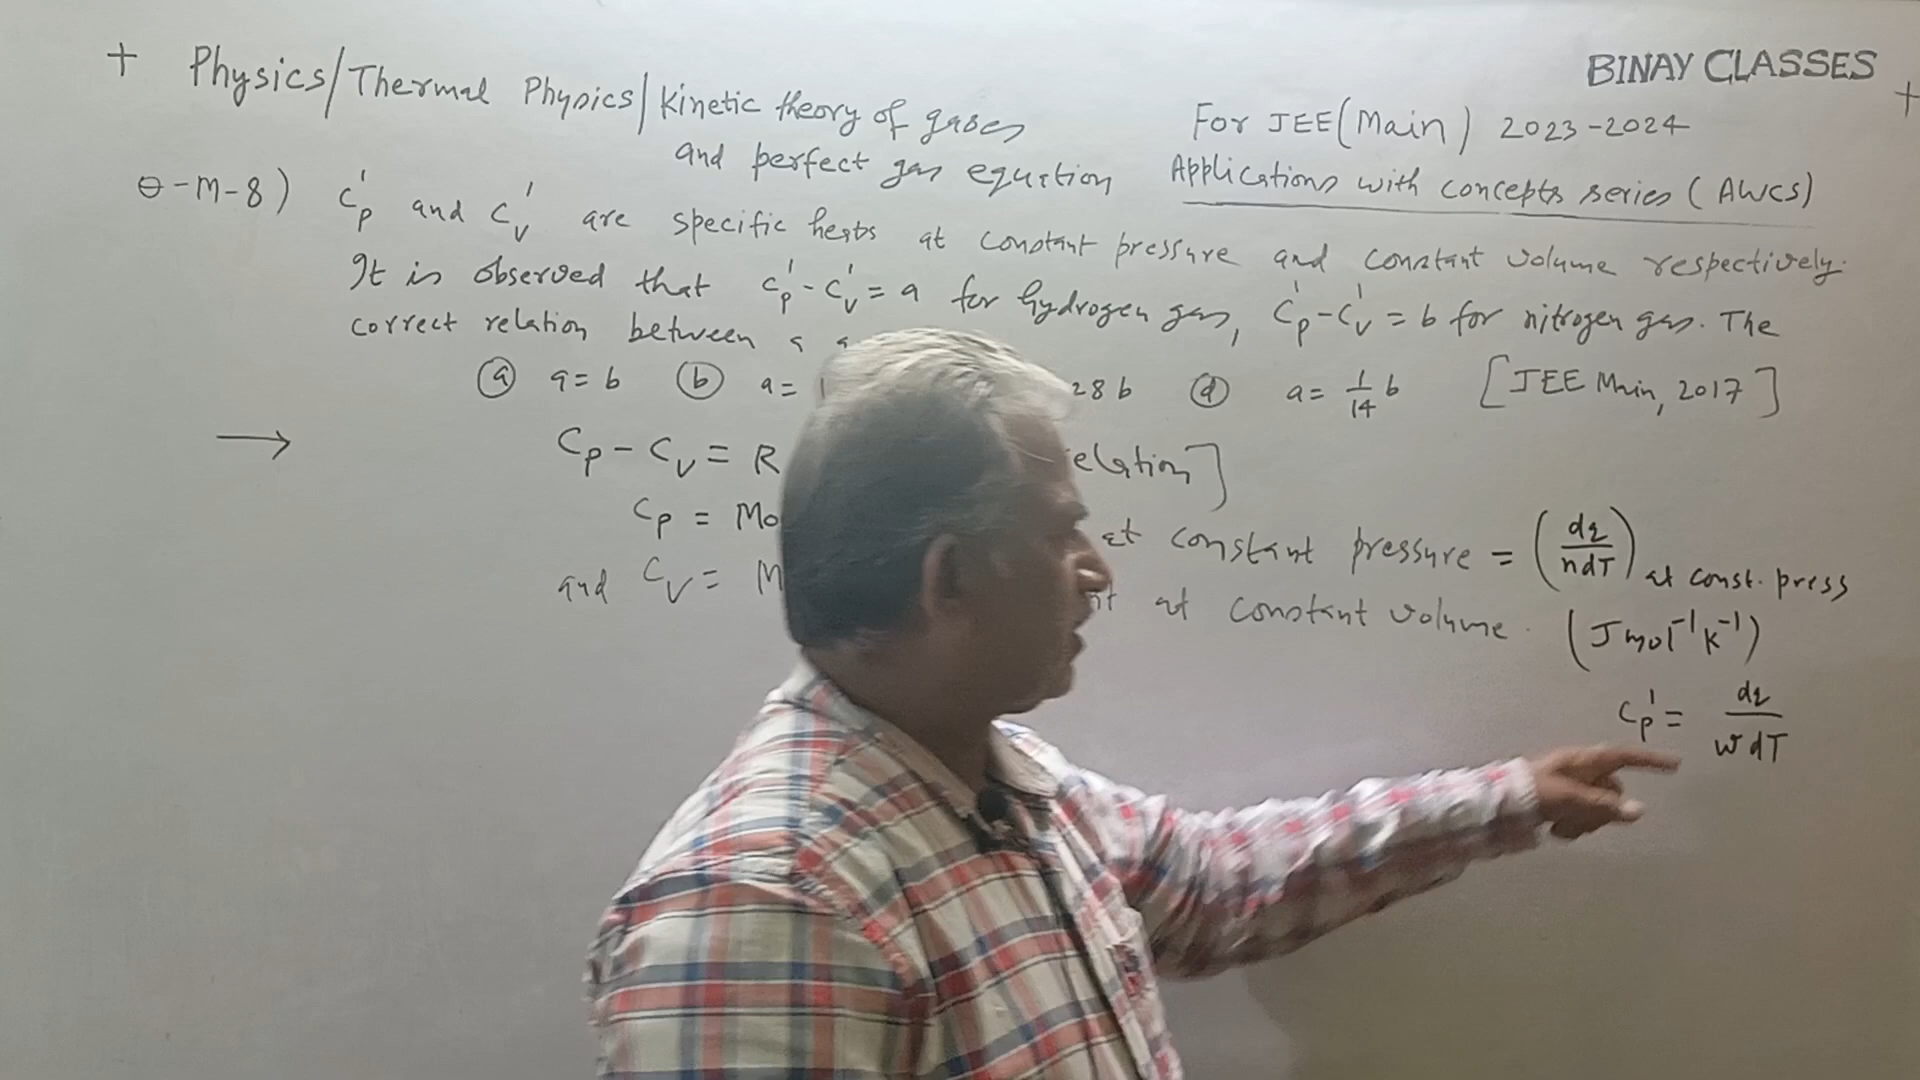 BINAY CLASSES
+ Physics/Thermal Physics/Kinetic theory of gases +
and perfect gas equation
For JEE(Main) 2023-2024
Applications with concepts series (AWCS)
Q-M-8) C'p and C'v are specific heats at constant pressure and constant volume respectively.
It is observed that C'p - C'v = a for hydrogen gas, C'p - C'v = b for nitrogen gas. The
correct relation between a
(a) a = b (b) a = 28 b (d) a = 1/14 b [JEE Main, 2017]
→ Cp - Cv = R elation]
Cp = Mo at constant pressure = (dq/ndT) at const. press
and Cv = M at constant volume. (J mol⁻¹ K⁻¹)
C'p = dq/wdT